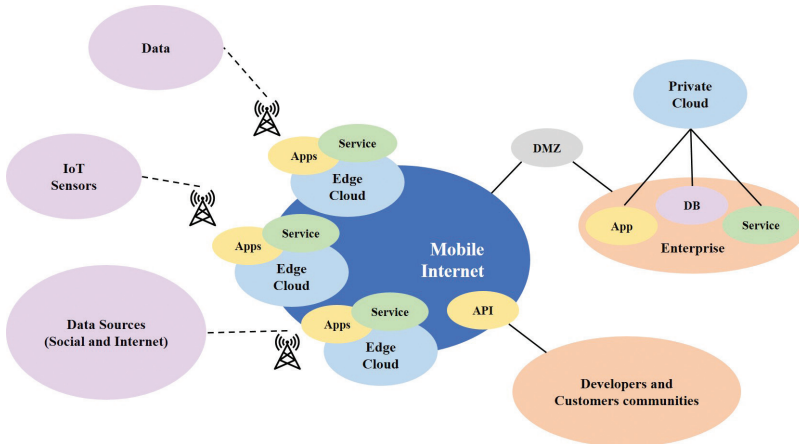 Data
IoT
Sensors
Data Sources
(Social and Internet)
Apps
Service
Edge
Cloud
Apps
Service
Edge
Cloud
Apps
Service
Edge
Cloud
Mobile
Internet
API
DMZ
Private
Cloud
App
DB
Service
Enterprise
Developers and
Customers communities